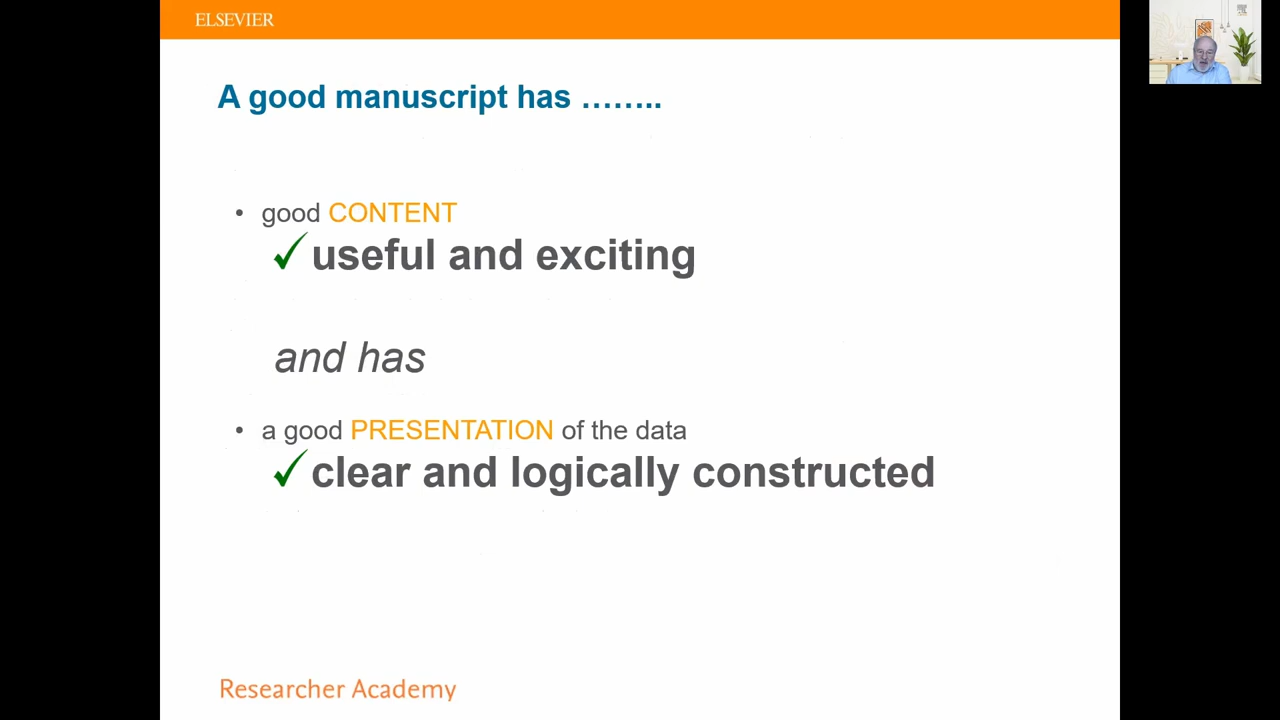 ELSEVIER
A good manuscript has ……..
• good CONTENT
✓useful and exciting
and has
• a good PRESENTATION of the data
✓clear and logically constructed
Researcher Academy